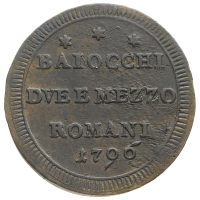 BAIOCCHI
DVE E MEZZO
ROMANI
1796